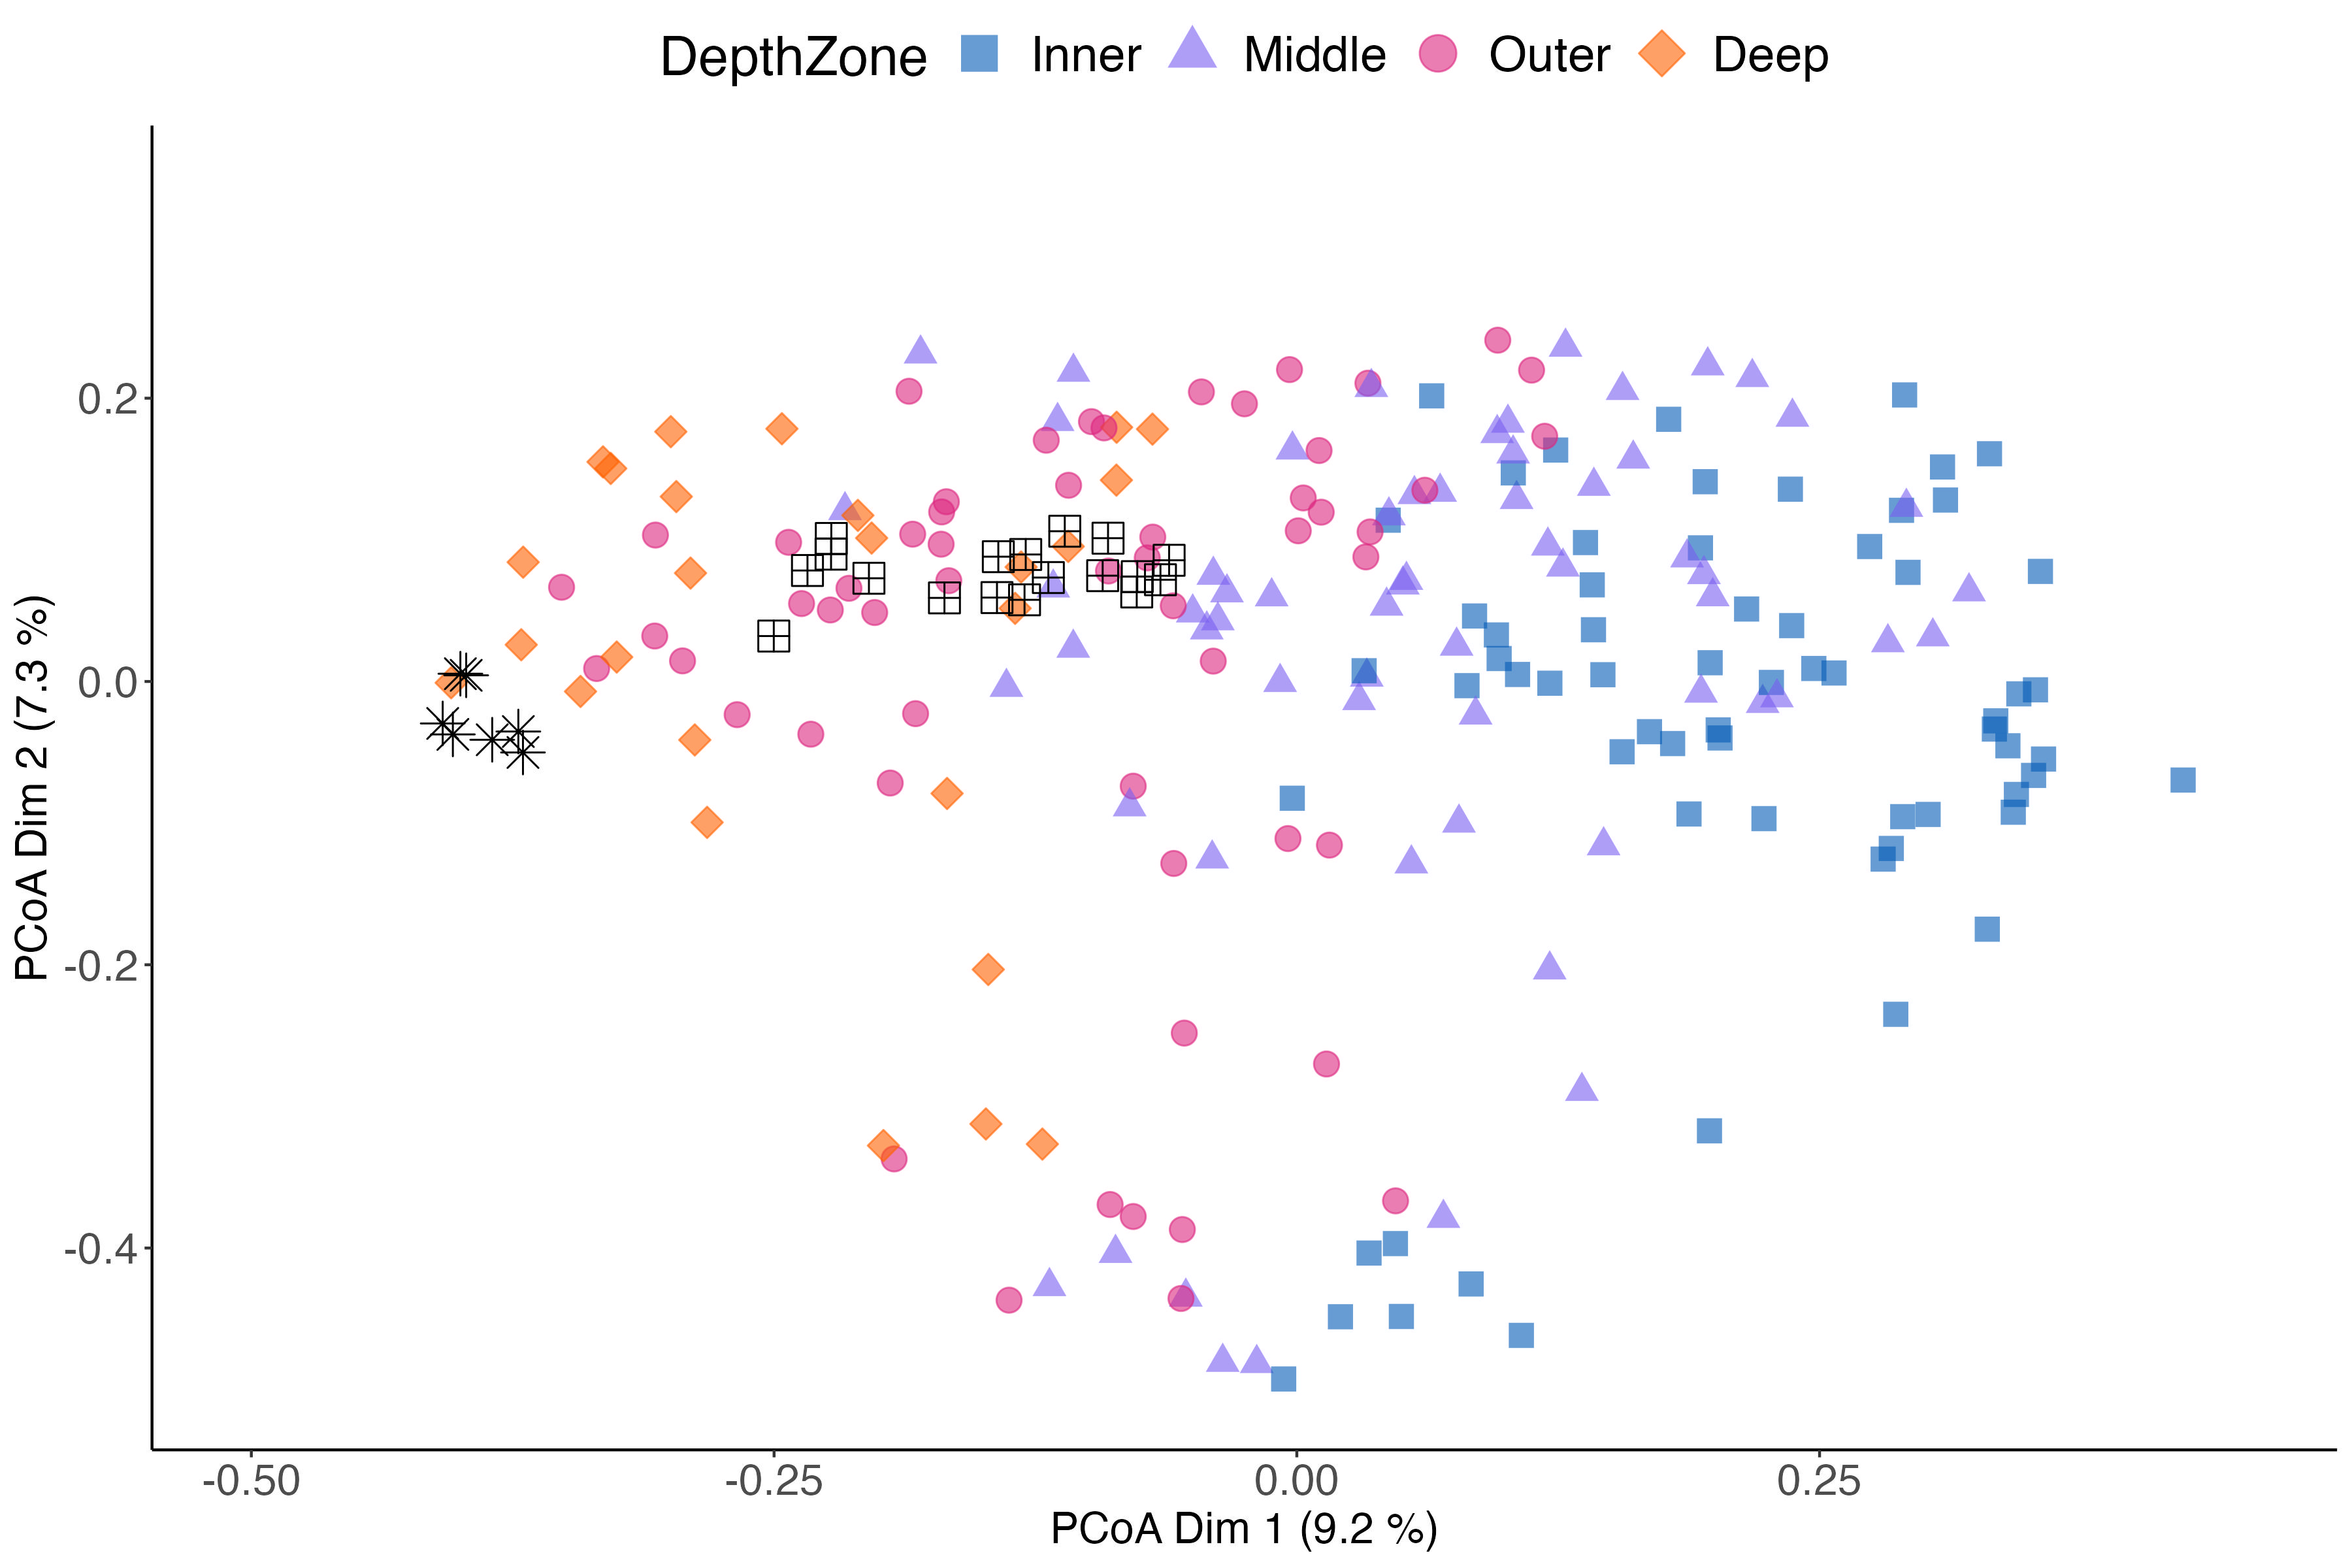 DepthZone Inner Middle Outer Deep
PCoA Dim 2 (7.3 %)
0.2
0.0
-0.2
-0.4
-0.50 -0.25 0.00 0.25
PCoA Dim 1 (9.2 %)